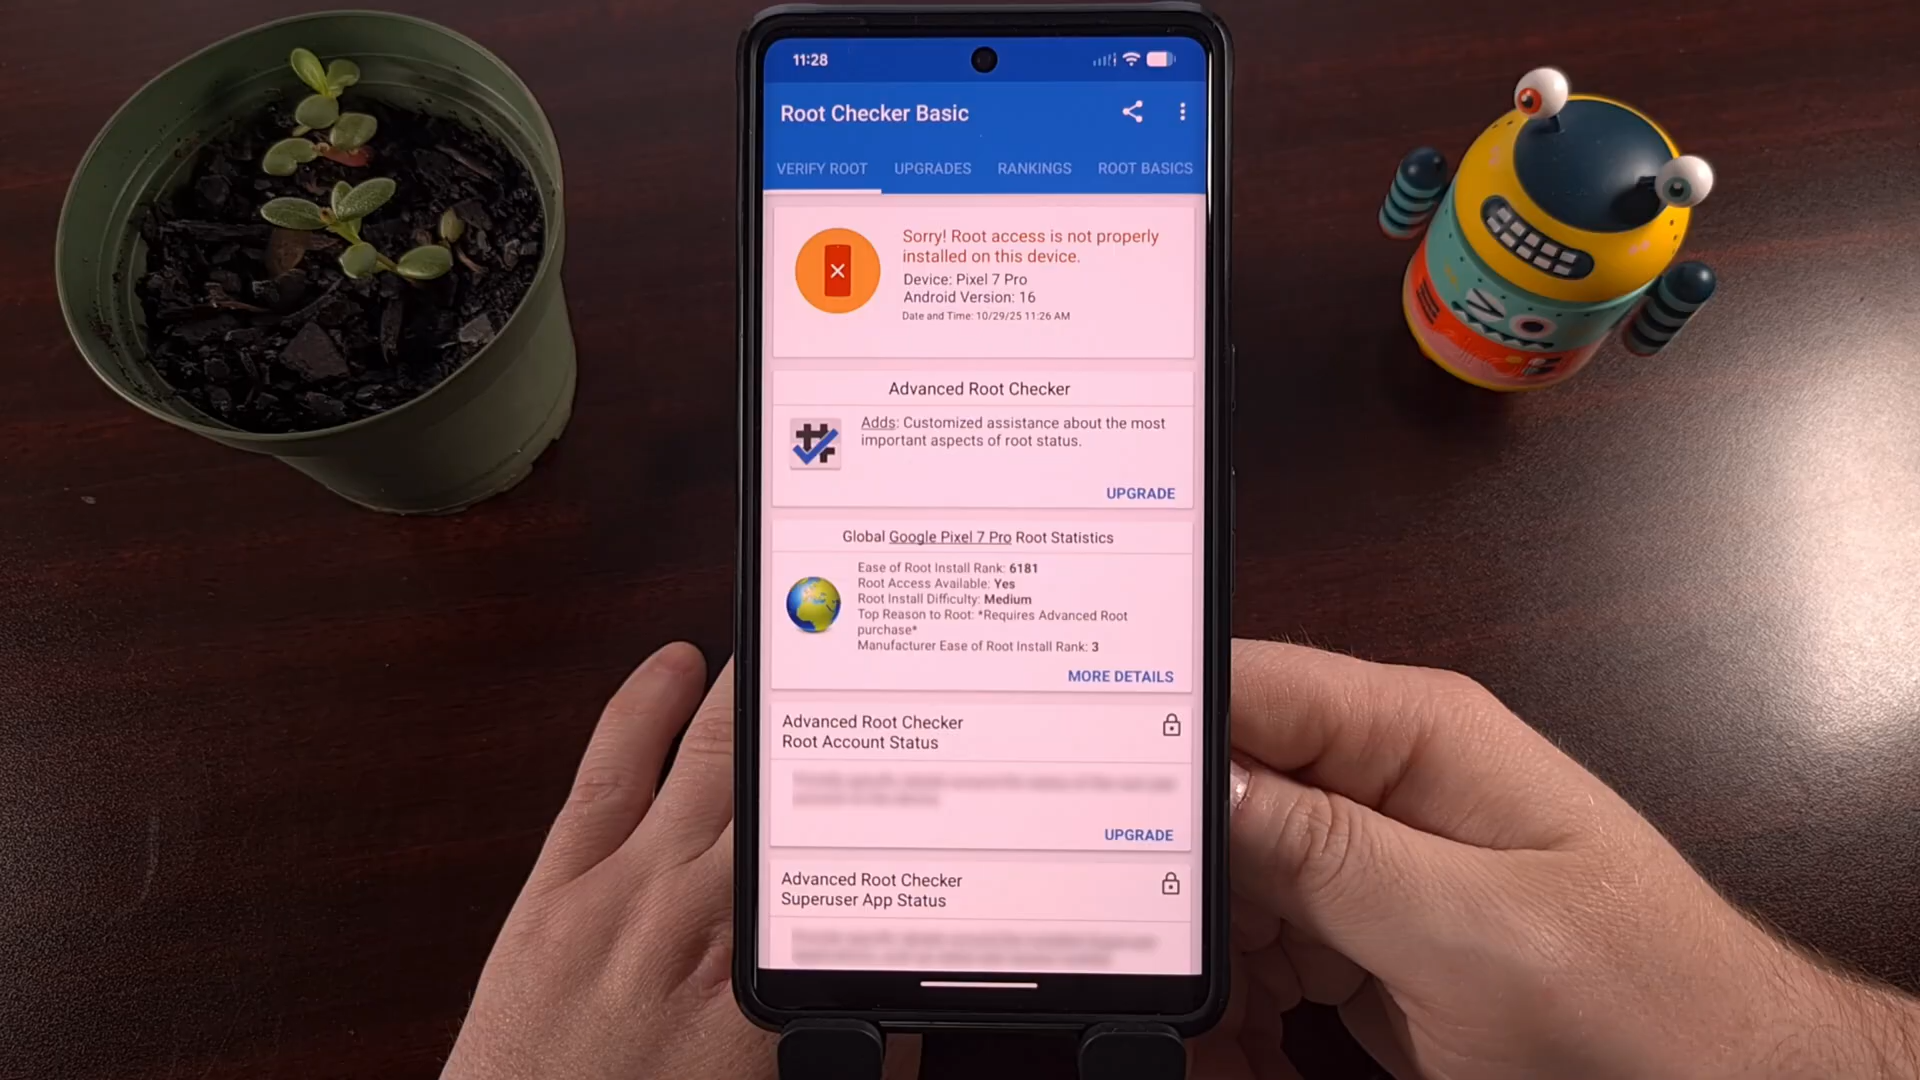 11:28
Root Checker Basic
VERIFY ROOT UPGRADES RANKINGS ROOT BASICS
Sorry! Root access is not properly
installed on this device.
Device: Pixel 7 Pro
Android Version: 16
Date and Time: 10/29/25 11:26 AM
Advanced Root Checker
Adds: Customized assistance about the most
important aspects of root status.
UPGRADE
Global Google Pixel 7 Pro Root Statistics
Ease of Root Install Rank: 6181
Root Access Available: Yes
Root Install Difficulty: Medium
Top Reason to Root: *Requires Advanced Root
purchase*
Manufacturer Ease of Root Install Rank: 3
MORE DETAILS
Advanced Root Checker
Root Account Status
UPGRADE
Advanced Root Checker
Superuser App Status